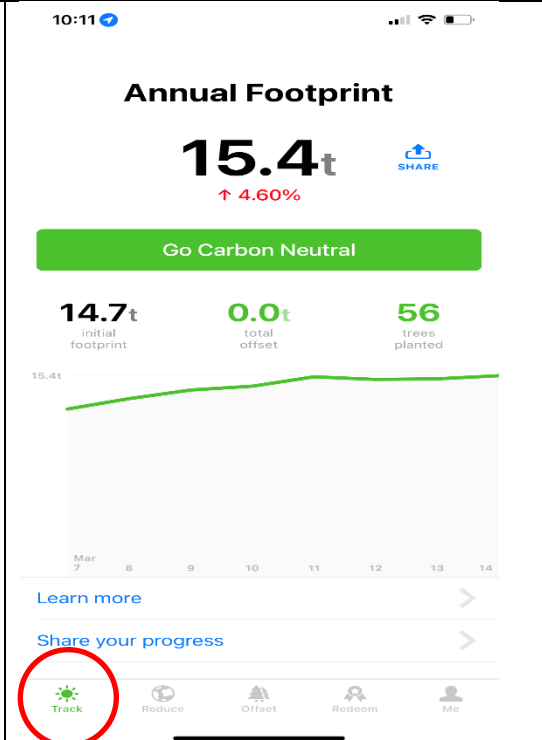 10:11
Annual Footprint
15.4t
SHARE
↑ 4.60%
Go Carbon Neutral
14.7t 0.0t 56
initial footprint total offset trees planted
15.4t
Mar
7 8 9 10 11 12 13 14
Learn more
Share your progress
Track Reduce Offset Redeem Me